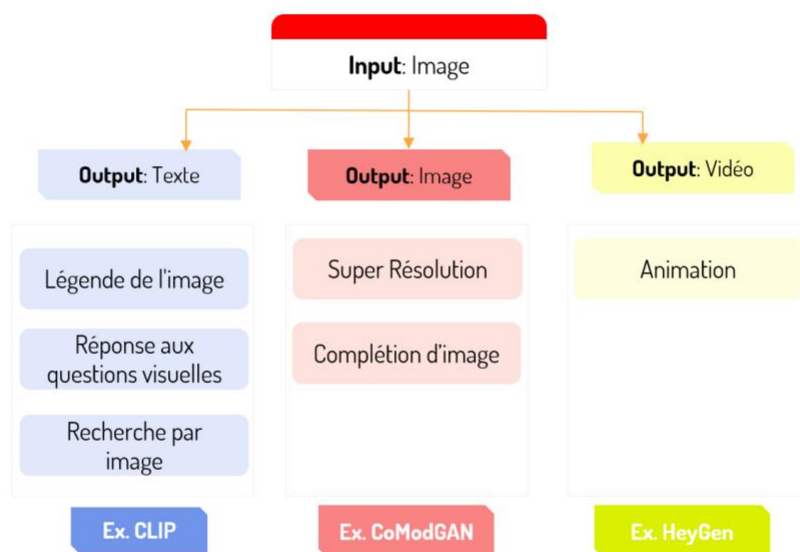 Input: Image
Output: Texte
Output: Image
Output: Vidéo
Légende de l'image
Réponse aux
questions visuelles
Recherche par
image
Super Résolution
Complétion d'image
Animation
Ex. CLIP
Ex. CoModGAN
Ex. HeyGen